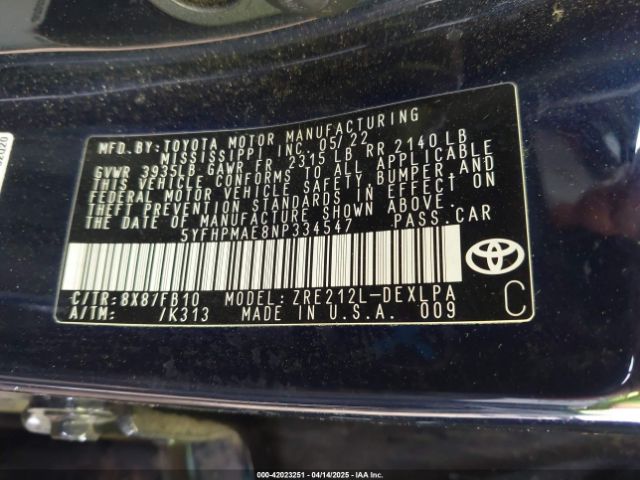 MFD. BY: TOYOTA MOTOR MANUFACTURING
MISSISSIPPI INC. 05/22
GVWR 3935LB GAWR FR 2315 LB RR 2140 LB
THIS VEHICLE CONFORMS TO ALL APPLICABLE
FEDERAL MOTOR VEHICLE SAFETY, BUMPER, AND
THEFT PREVENTION STANDARDS IN EFFECT ON
THE DATE OF MANUFACTURE SHOWN ABOVE.
5YFHPMAE8NP334547 PASS.CAR
C/TR:8X8/FB10 MODEL: ZRE212L-DEXLPA
A/TM: /K313 MADE IN U.S.A. 009
C
000-42023251 | 04/14/2025 | IAA Inc.